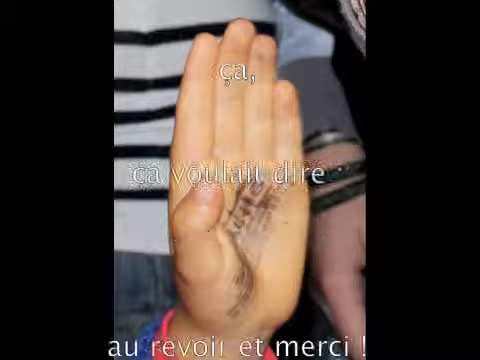 ça,
ça voulait dire
au revoir et merci !